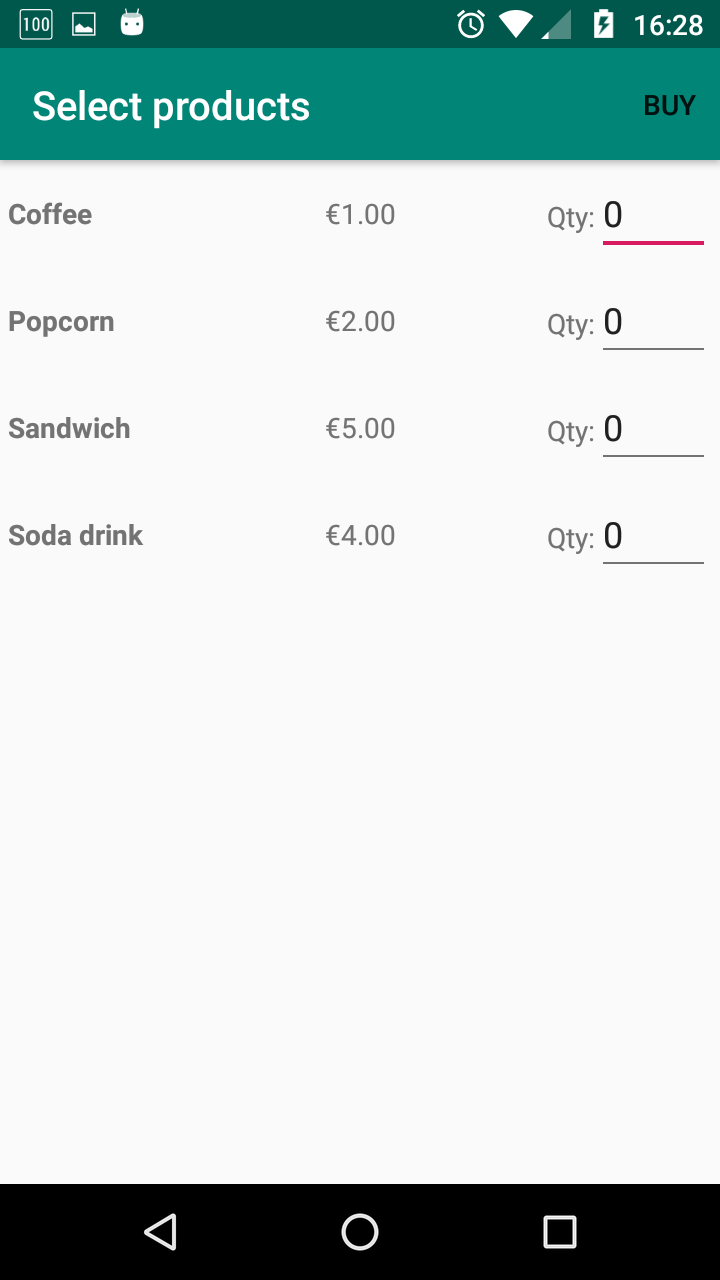 100 16:28
Select products BUY
Coffee €1.00 Qty: 0
Popcorn €2.00 Qty: 0
Sandwich €5.00 Qty: 0
Soda drink €4.00 Qty: 0